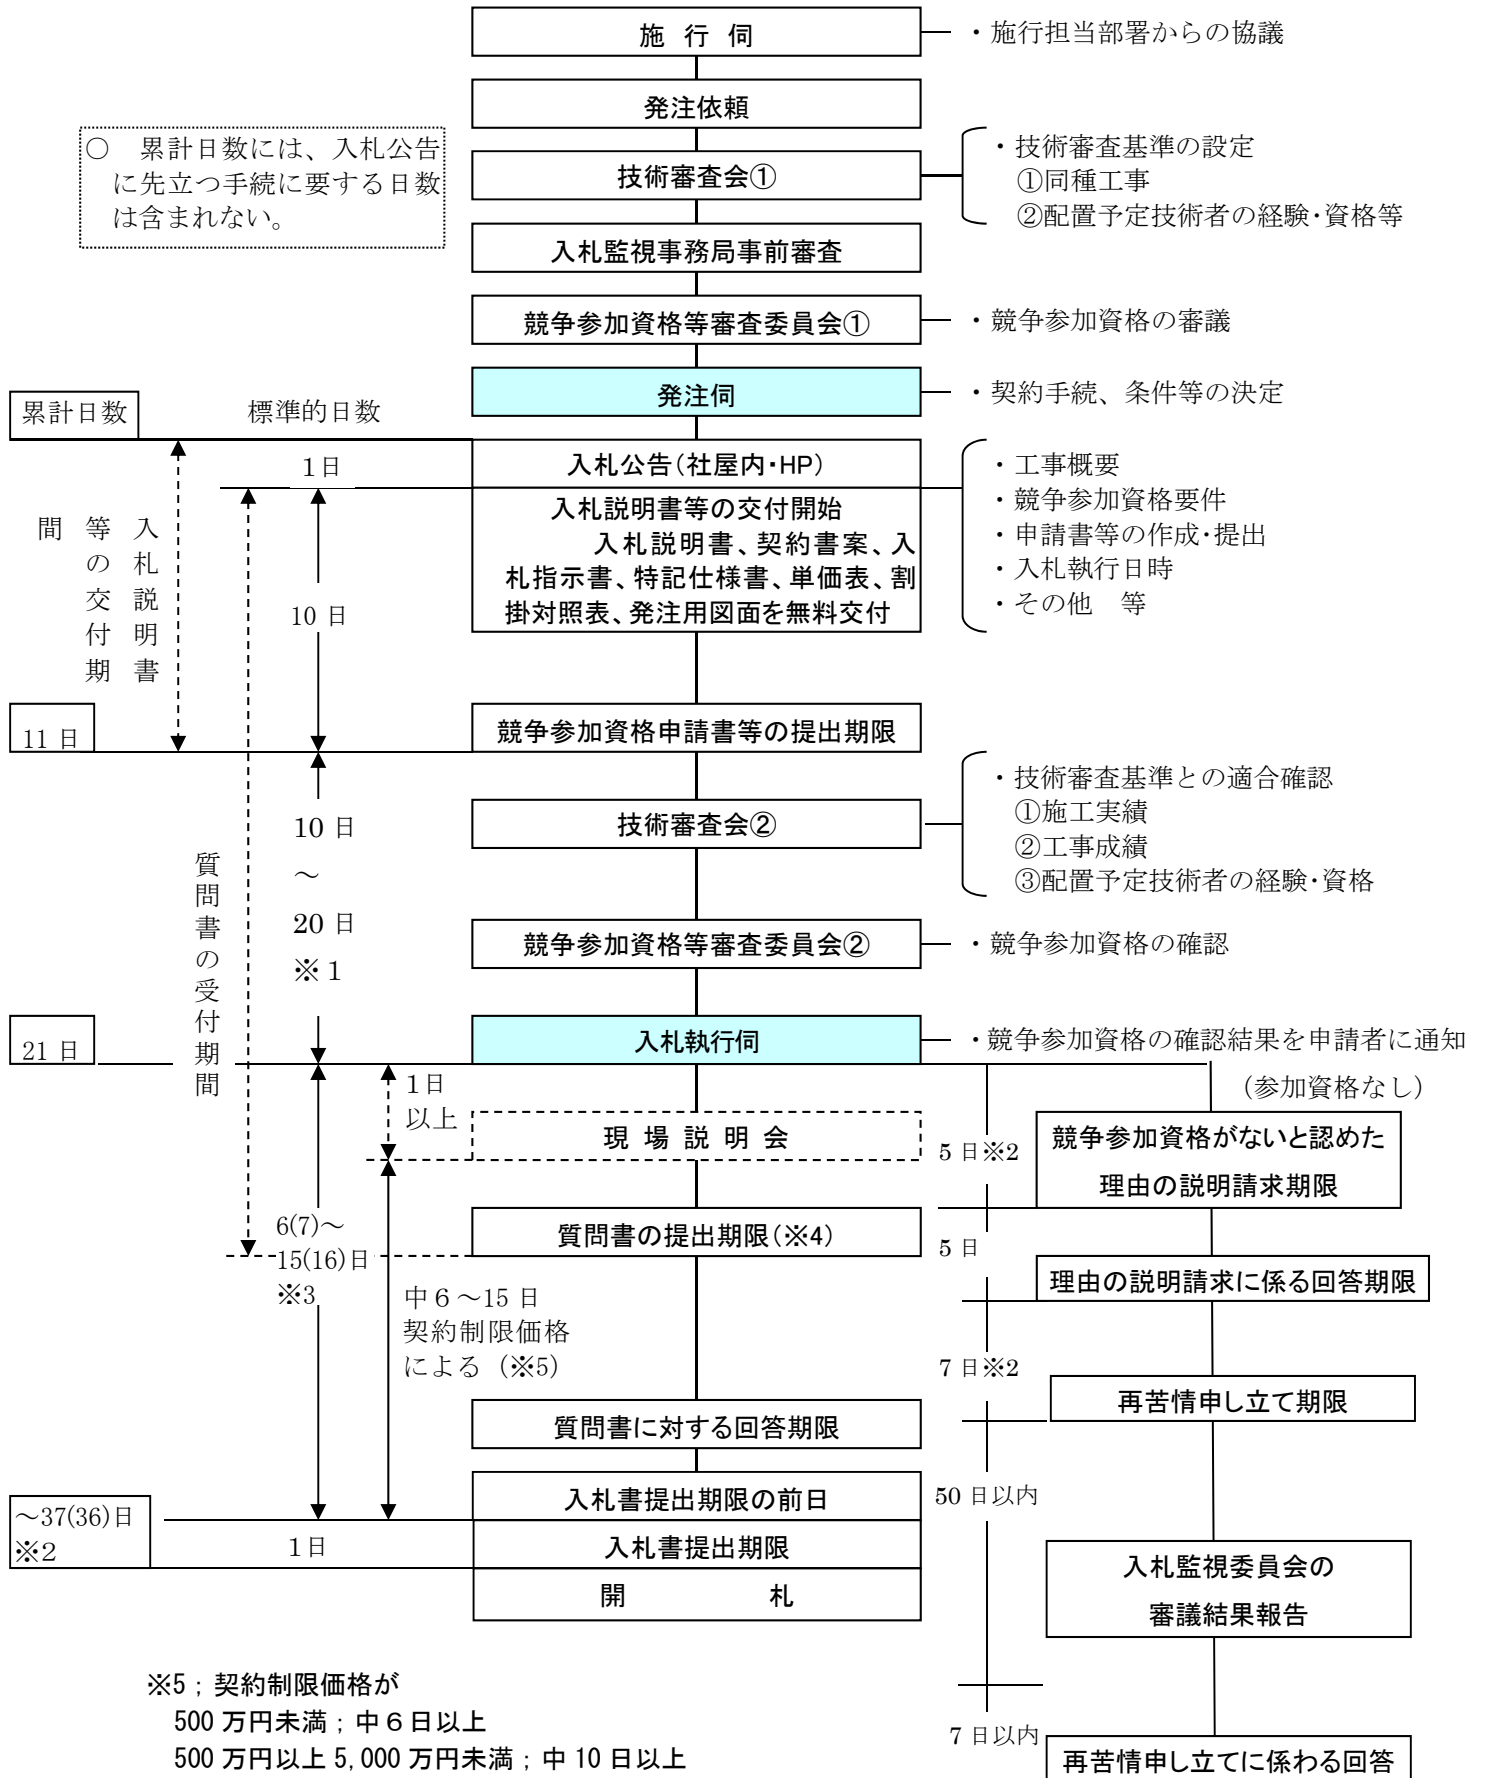 施 行 伺
・施行担当部署からの協議
発注依頼
○　累計日数には、入札公告
に先立つ手続に要する日数
は含まれない。
技術審査会①
・技術審査基準の設定
①同種工事
②配置予定技術者の経験・資格等
入札監視事務局事前審査
競争参加資格等審査委員会①
・競争参加資格の審議
発注伺
・契約手続、条件等の決定
累計日数
標準的日数
1日
入札公告（社屋内・HP）
入札説明書等の交付開始
入札説明書、契約書案、入
札指示書、特記仕様書、単価表、割
掛対照表、発注用図面を無料交付
・工事概要
・競争参加資格要件
・申請書等の作成・提出
・入札執行日時
・その他　等
入札説明書
等の交付期
間
10 日
11 日
競争参加資格申請書等の提出期限
10 日
～
20 日
※１
質問書の受付期間
技術審査会②
・技術審査基準との適合確認
①施工実績
②工事成績
③配置予定技術者の経験・資格
競争参加資格等審査委員会②
・競争参加資格の確認
21 日
入札執行伺
・競争参加資格の確認結果を申請者に通知
（参加資格なし）
1日
以上
現 場 説 明 会
5 日※2
競争参加資格がないと認めた
理由の説明請求期限
6(7)～
15(16)日
※3
質問書の提出期限（※4）
5 日
理由の説明請求に係る回答期限
中６～15 日
契約制限価格
による（※5）
7 日※2
再苦情申し立て期限
質問書に対する回答期限
～37(36)日
※2
入札書提出期限の前日
50 日以内
1日
入札書提出期限
開　　札
入札監視委員会の
審議結果報告
※5；契約制限価格が
500 万円未満；中６日以上
500 万円以上 5,000 万円未満；中 10 日以上
7 日以内
再苦情申し立てに係わる回答